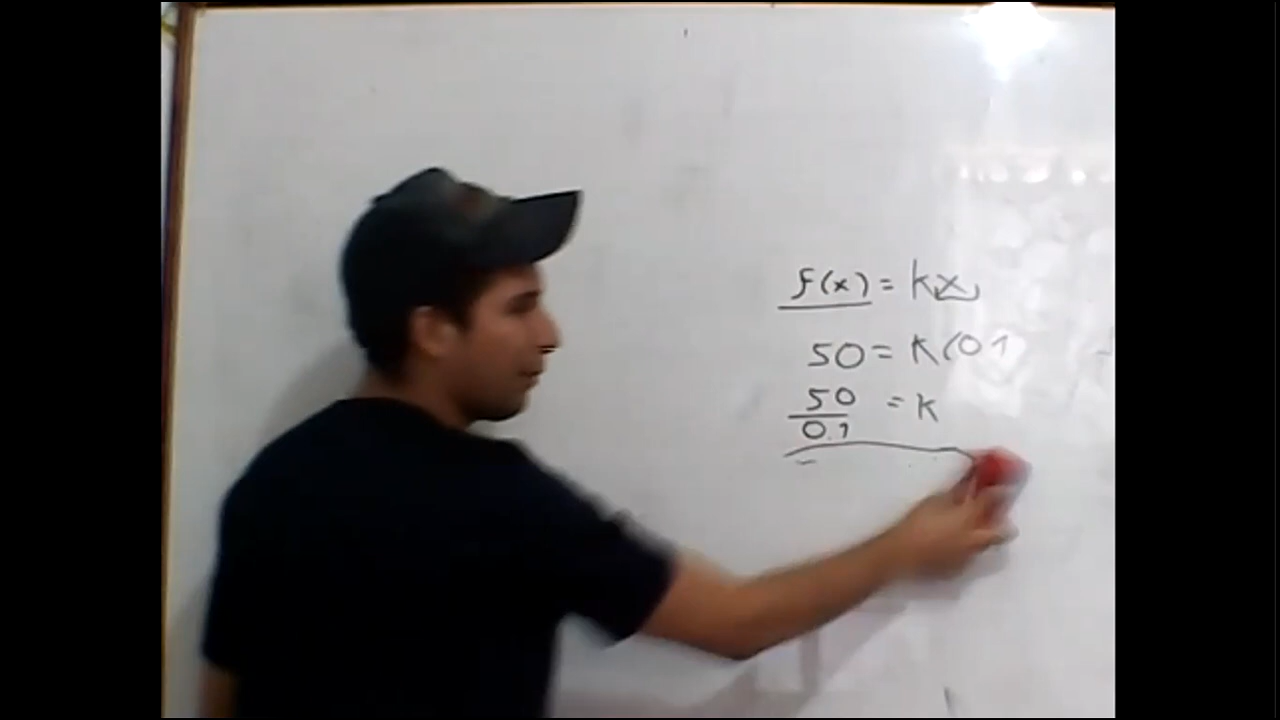 f(x) = kx
50 = K(0.1
50 = K
0.1